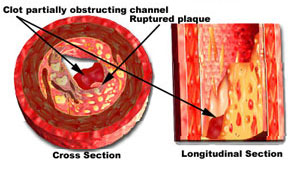 Clot partially obstructing channel
Ruptured plaque
Cross Section
Longitudinal Section